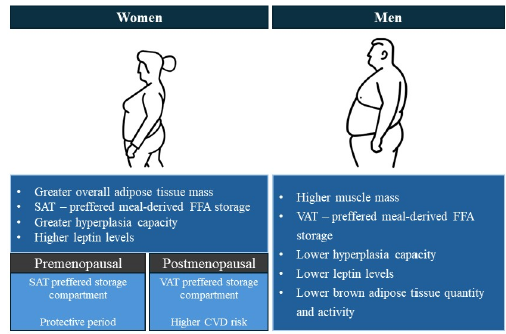 Women
Men
• Greater overall adipose tissue mass
• SAT – preffered meal-derived FFA storage
• Greater hyperplasia capacity
• Higher leptin levels
Premenopausal
SAT preffered storage
compartment
Protective period
Postmenopausal
VAT preffered storage
compartment
Higher CVD risk
• Higher muscle mass
• VAT – preffered meal-derived FFA
storage
• Lower hyperplasia capacity
• Lower leptin levels
• Lower brown adipose tissue quantity
and activity